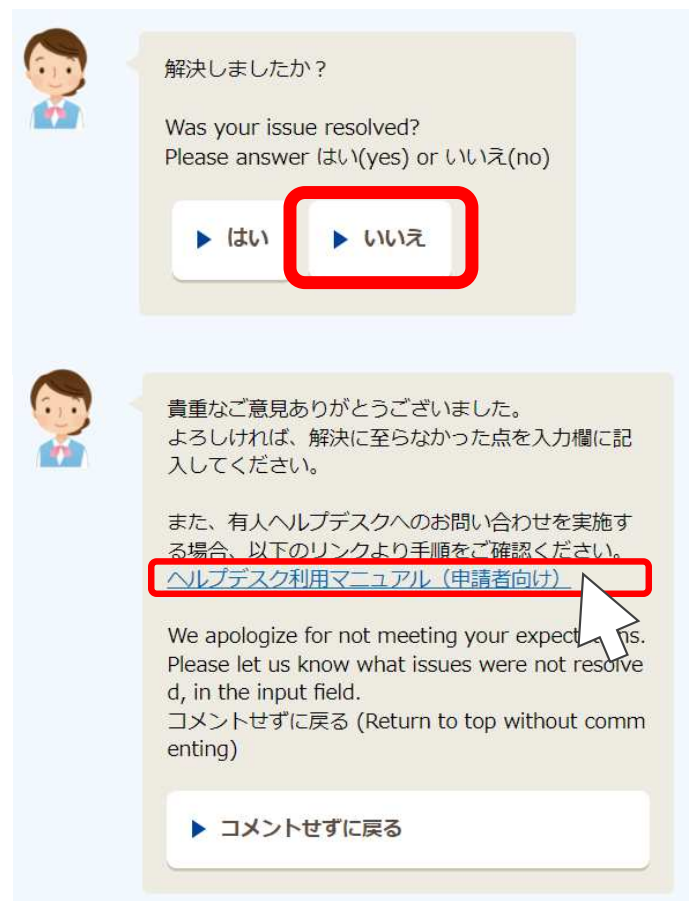 解決しましたか？
Was your issue resolved?
Please answer はい(yes) or いいえ(no)
はい
いいえ
貴重なご意見ありがとうございました。
よろしければ、解決に至らなかった点を入力欄に記
入してください。
また、有人ヘルプデスクへのお問い合わせを実施す
る場合、以下のリンクより手順をご確認ください。
ヘルプデスク利用マニュアル（申請者向け）
We apologize for not meeting your expectations.
Please let us know what issues were not resolve
d, in the input field.
コメントせずに戻る (Return to top without comm
enting)
コメントせずに戻る